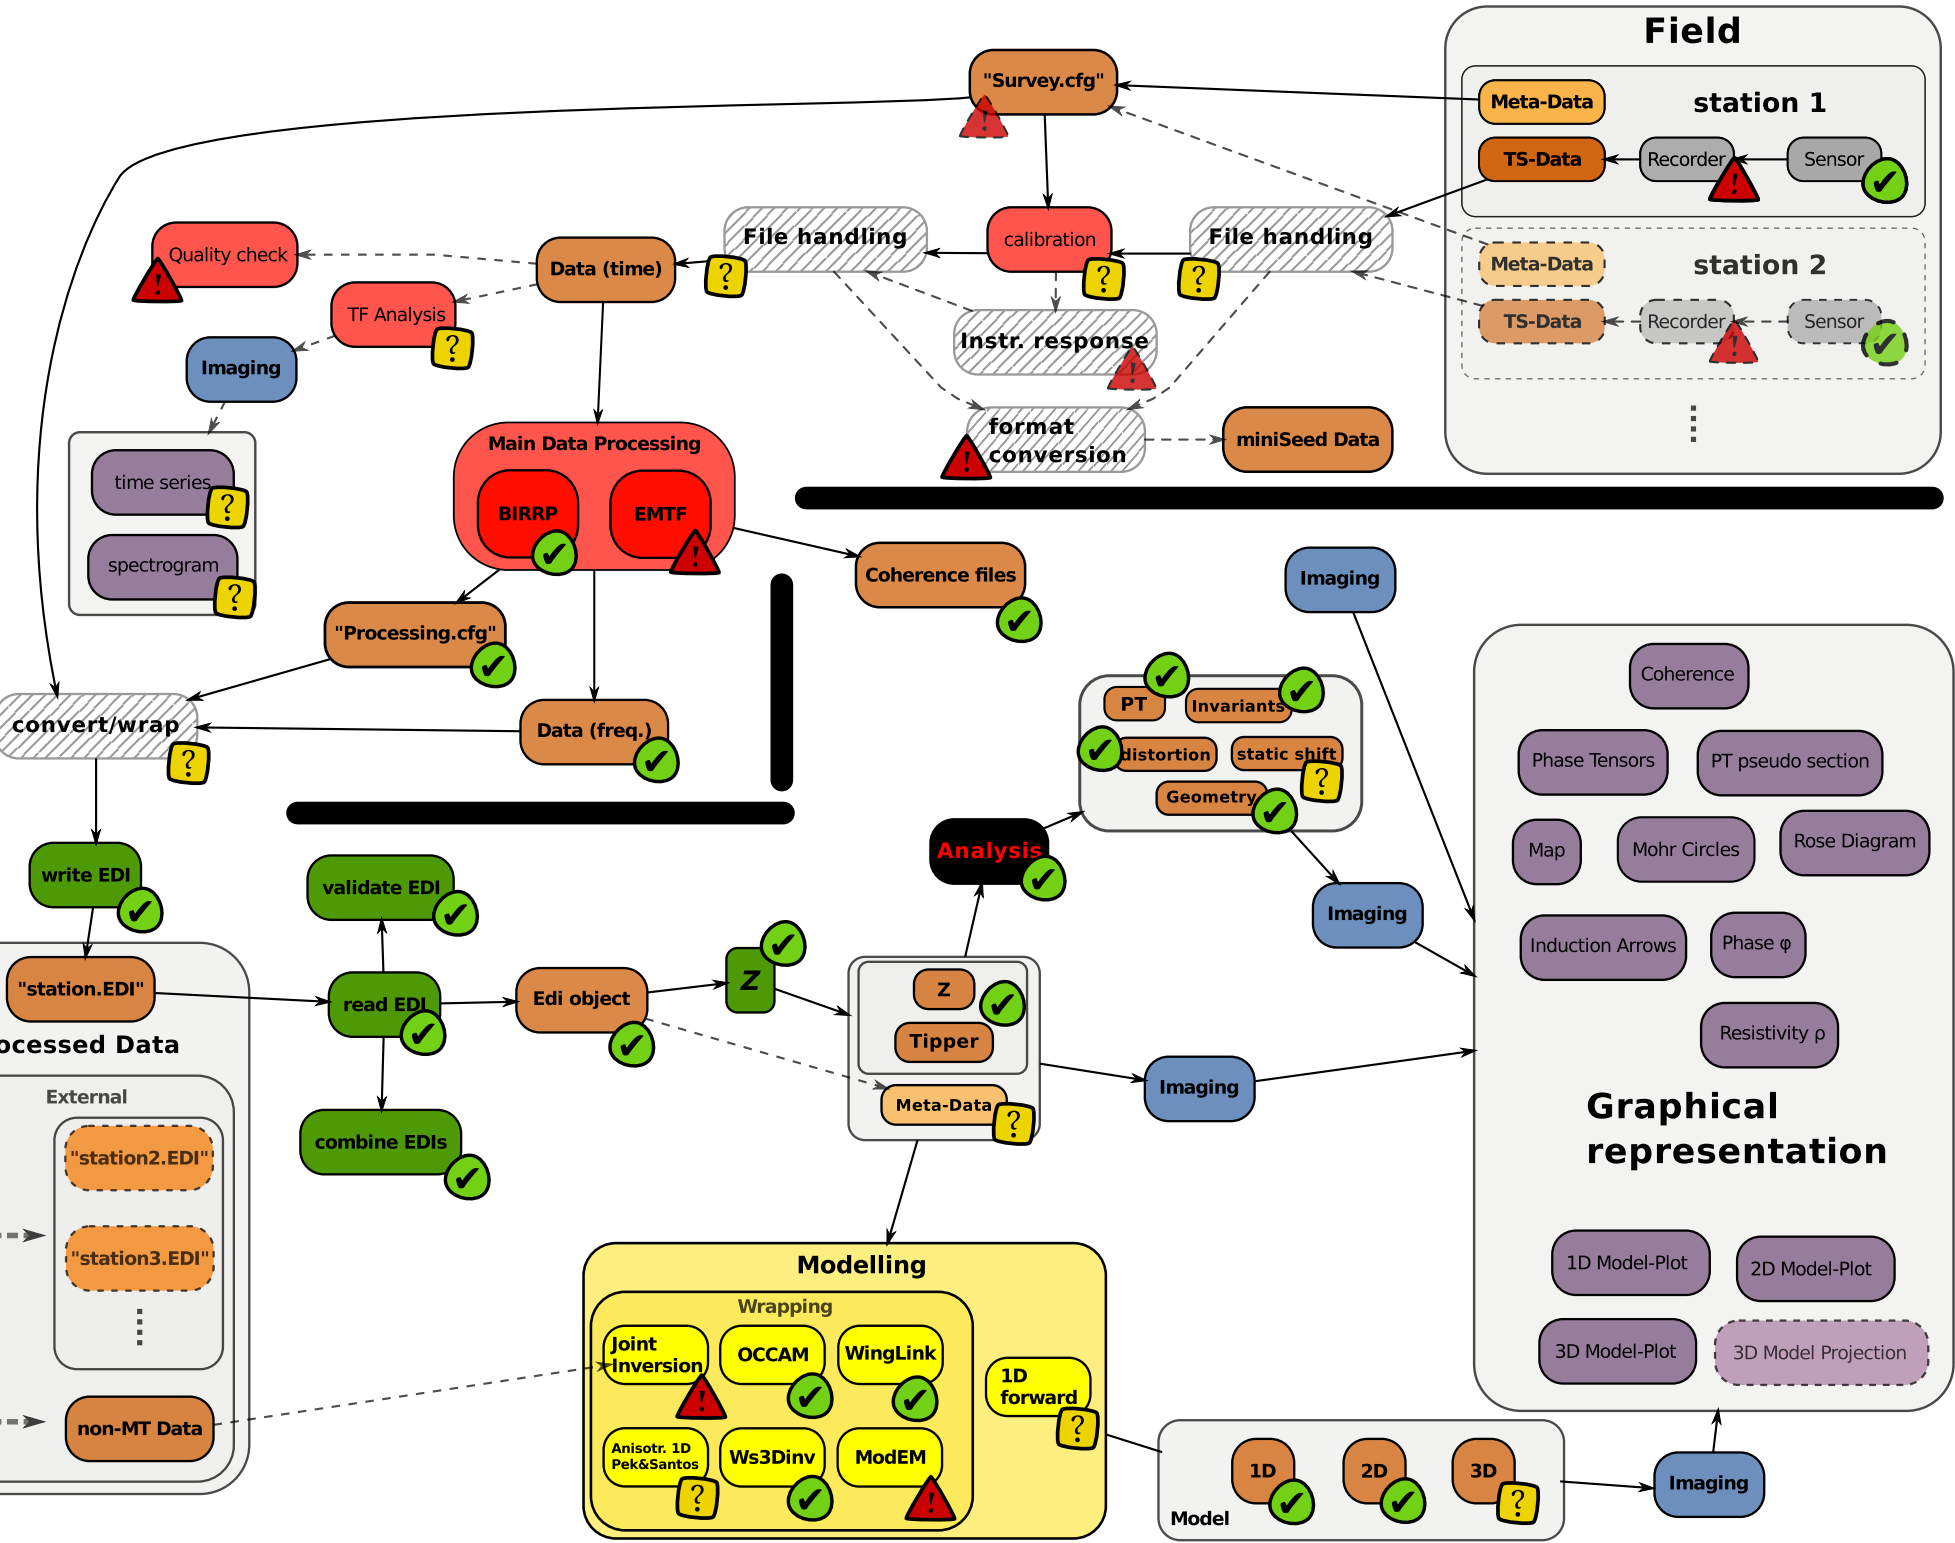 Field
"Survey.cfg"
Meta-Data
station 1
TS-Data
Recorder
Sensor
!
!
✔
File handling
calibration
File handling
Quality check
Data (time)
?
?
?
!
Meta-Data
station 2
TS-Data
Recorder
Sensor
!
✔
TF Analysis
?
Imaging
Instr. response
!
format
conversion
!
miniSeed Data
Main Data Processing
BIRRP
EMTF
✔
!
time series
?
spectrogram
?
Coherence files
✔
Imaging
"Processing.cfg"
✔
convert/wrap
?
Data (freq.)
✔
PT
✔
Invariants
✔
distortion
✔
static shift
?
Geometry
✔
Coherence
Phase Tensors
PT pseudo section
Map
Mohr Circles
Rose Diagram
Induction Arrows
Phase φ
Resistivity ρ
Graphical
representation
1D Model-Plot
2D Model-Plot
3D Model-Plot
3D Model Projection
Analysis
✔
Imaging
write EDI
✔
validate EDI
✔
"station.EDI"
read EDI
✔
Edi object
✔
Z
✔
Z
✔
Tipper
Meta-Data
?
Imaging
ocessed Data
External
"station2.EDI"
"station3.EDI"
non-MT Data
combine EDIs
✔
Modelling
Wrapping
Joint
Inversion
!
OCCAM
✔
WingLink
✔
1D
forward
?
Anisotr. 1D
Pek&Santos
?
Ws3Dinv
✔
ModEM
!
1D
✔
2D
✔
3D
?
Model
Imaging